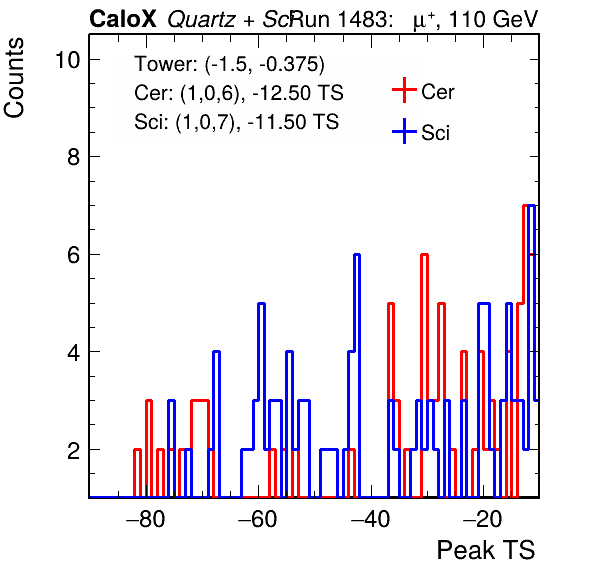 CaloX Quartz + Sci Run 1483: μ+, 110 GeV
Counts
Tower: (-1.5, -0.375)
Cer: (1,0,6), -12.50 TS
Sci: (1,0,7), -11.50 TS
Cer
Sci
10
8
6
4
2
−80 −60 −40 −20
Peak TS